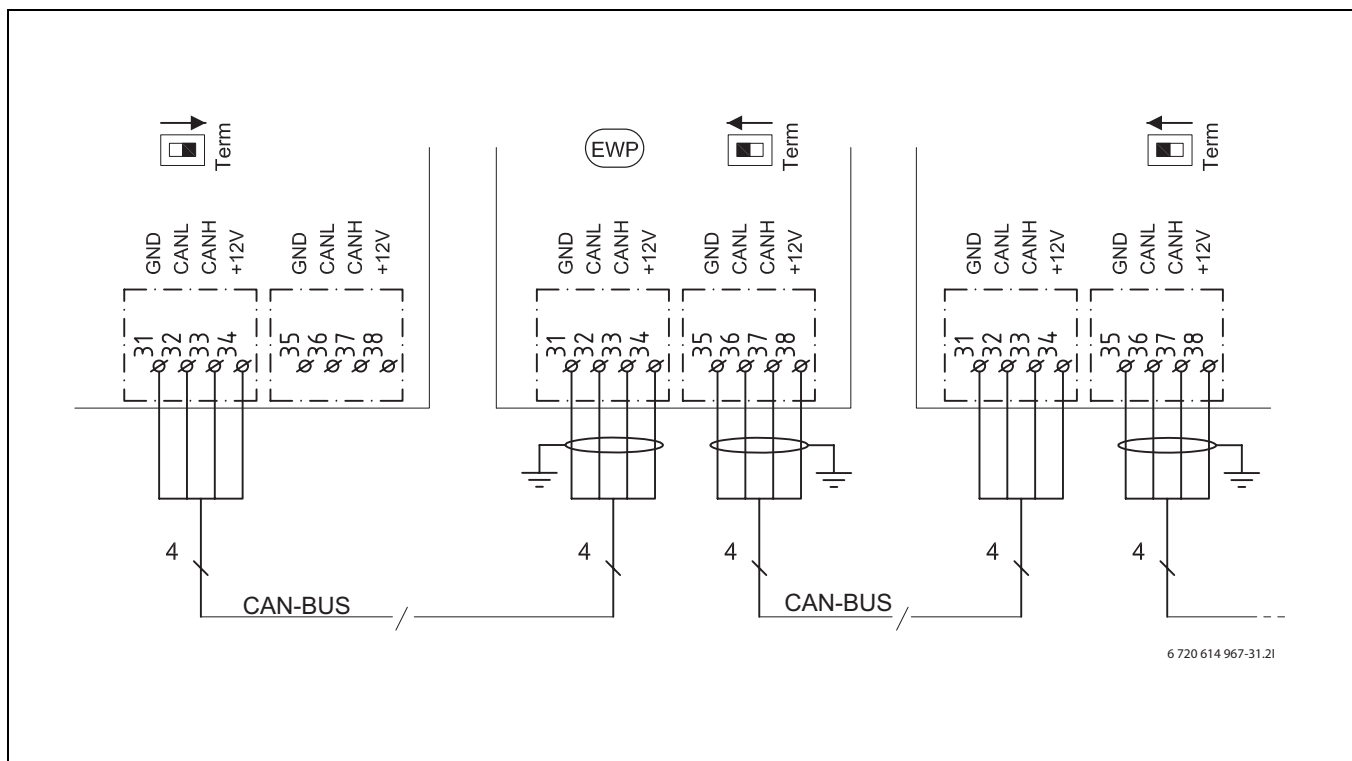 Term
EWP
Term
Term
GND CANL CANH +12V
GND CANL CANH +12V
GND CANL CANH +12V
GND CANL CANH +12V
GND CANL CANH +12V
GND CANL CANH +12V
31 32 33 34
35 36 37 38
31 32 33 34
35 36 37 38
31 32 33 34
35 36 37 38
4
4
4
4
4
CAN-BUS
CAN-BUS
6 720 614 967-31.2I